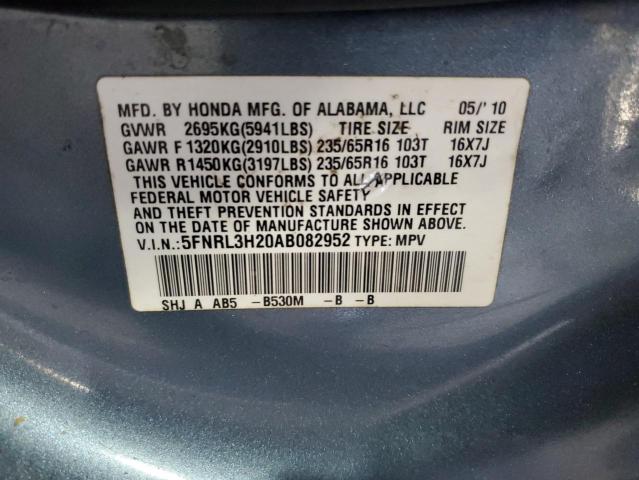 MFD. BY HONDA MFG. OF ALABAMA, LLC 05/'10
GVWR 2695KG(5941LBS) TIRE SIZE RIM SIZE
GAWR F 1320KG(2910LBS) 235/65R16 103T 16X7J
GAWR R 1450KG(3197LBS) 235/65R16 103T 16X7J
THIS VEHICLE CONFORMS TO ALL APPLICABLE
FEDERAL MOTOR VEHICLE SAFETY
AND THEFT PREVENTION STANDARDS IN EFFECT
ON THE DATE OF MANUFACTURE SHOWN ABOVE.
V.I.N.: 5FNRL3H20AB082952 TYPE: MPV
SHJ A AB5 -B530M -B -B